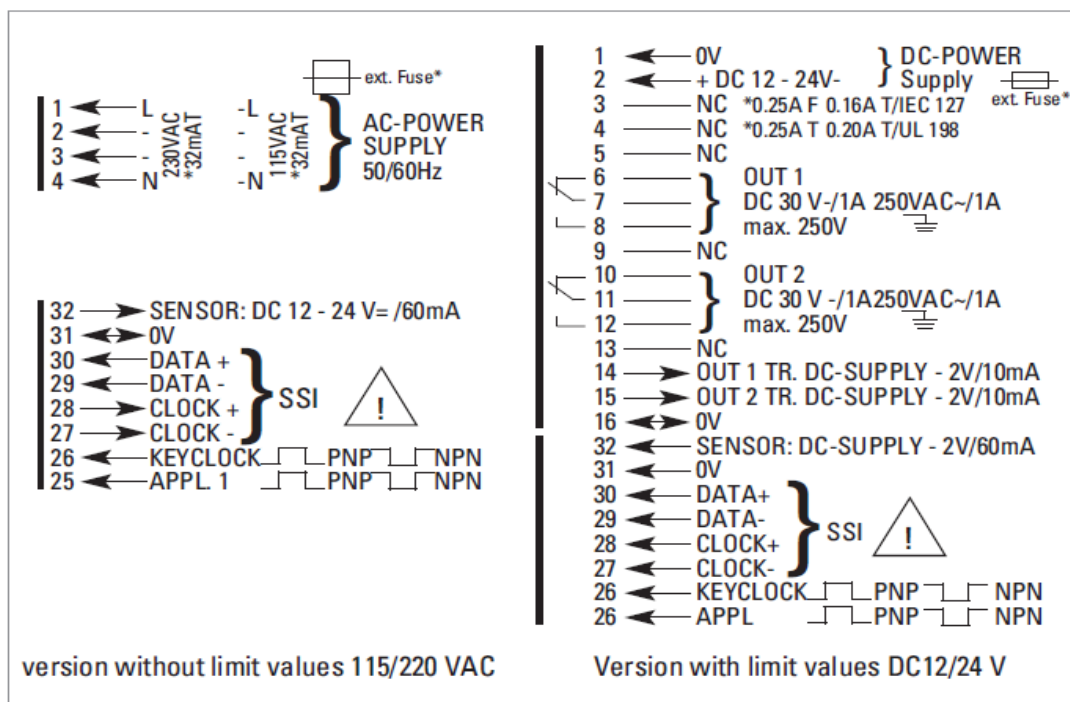 ext. Fuse*
1 L -L
2 - -
3 - -
4 N -N
230VAC
*32mAT
115VAC
*32mAT
AC-POWER
SUPPLY
50/60Hz
32 SENSOR: DC 12 - 24 V= /60mA
31 0V
30 DATA +
29 DATA -
28 CLOCK +
27 CLOCK -
SSI
!
26 KEYCLOCK PNP NPN
25 APPL. 1 PNP NPN
version without limit values 115/220 VAC
1 0V
2 + DC 12 - 24V-
DC-POWER
Supply
ext. Fuse*
3 NC *0.25A F 0.16A T/IEC 127
4 NC *0.25A T 0.20A T/UL 198
5 NC
6 OUT 1
7 DC 30 V-/1A 250VAC~/1A
8 max. 250V
9 NC
10 OUT 2
11 DC 30 V -/1A250VAC~/1A
12 max. 250V
13 NC
14 OUT 1 TR. DC-SUPPLY - 2V/10mA
15 OUT 2 TR. DC-SUPPLY - 2V/10mA
16 0V
32 SENSOR: DC-SUPPLY - 2V/60mA
31 0V
30 DATA+
29 DATA-
28 CLOCK+
27 CLOCK-
SSI
!
26 KEYCLOCK PNP NPN
26 APPL PNP NPN
Version with limit values DC12/24 V